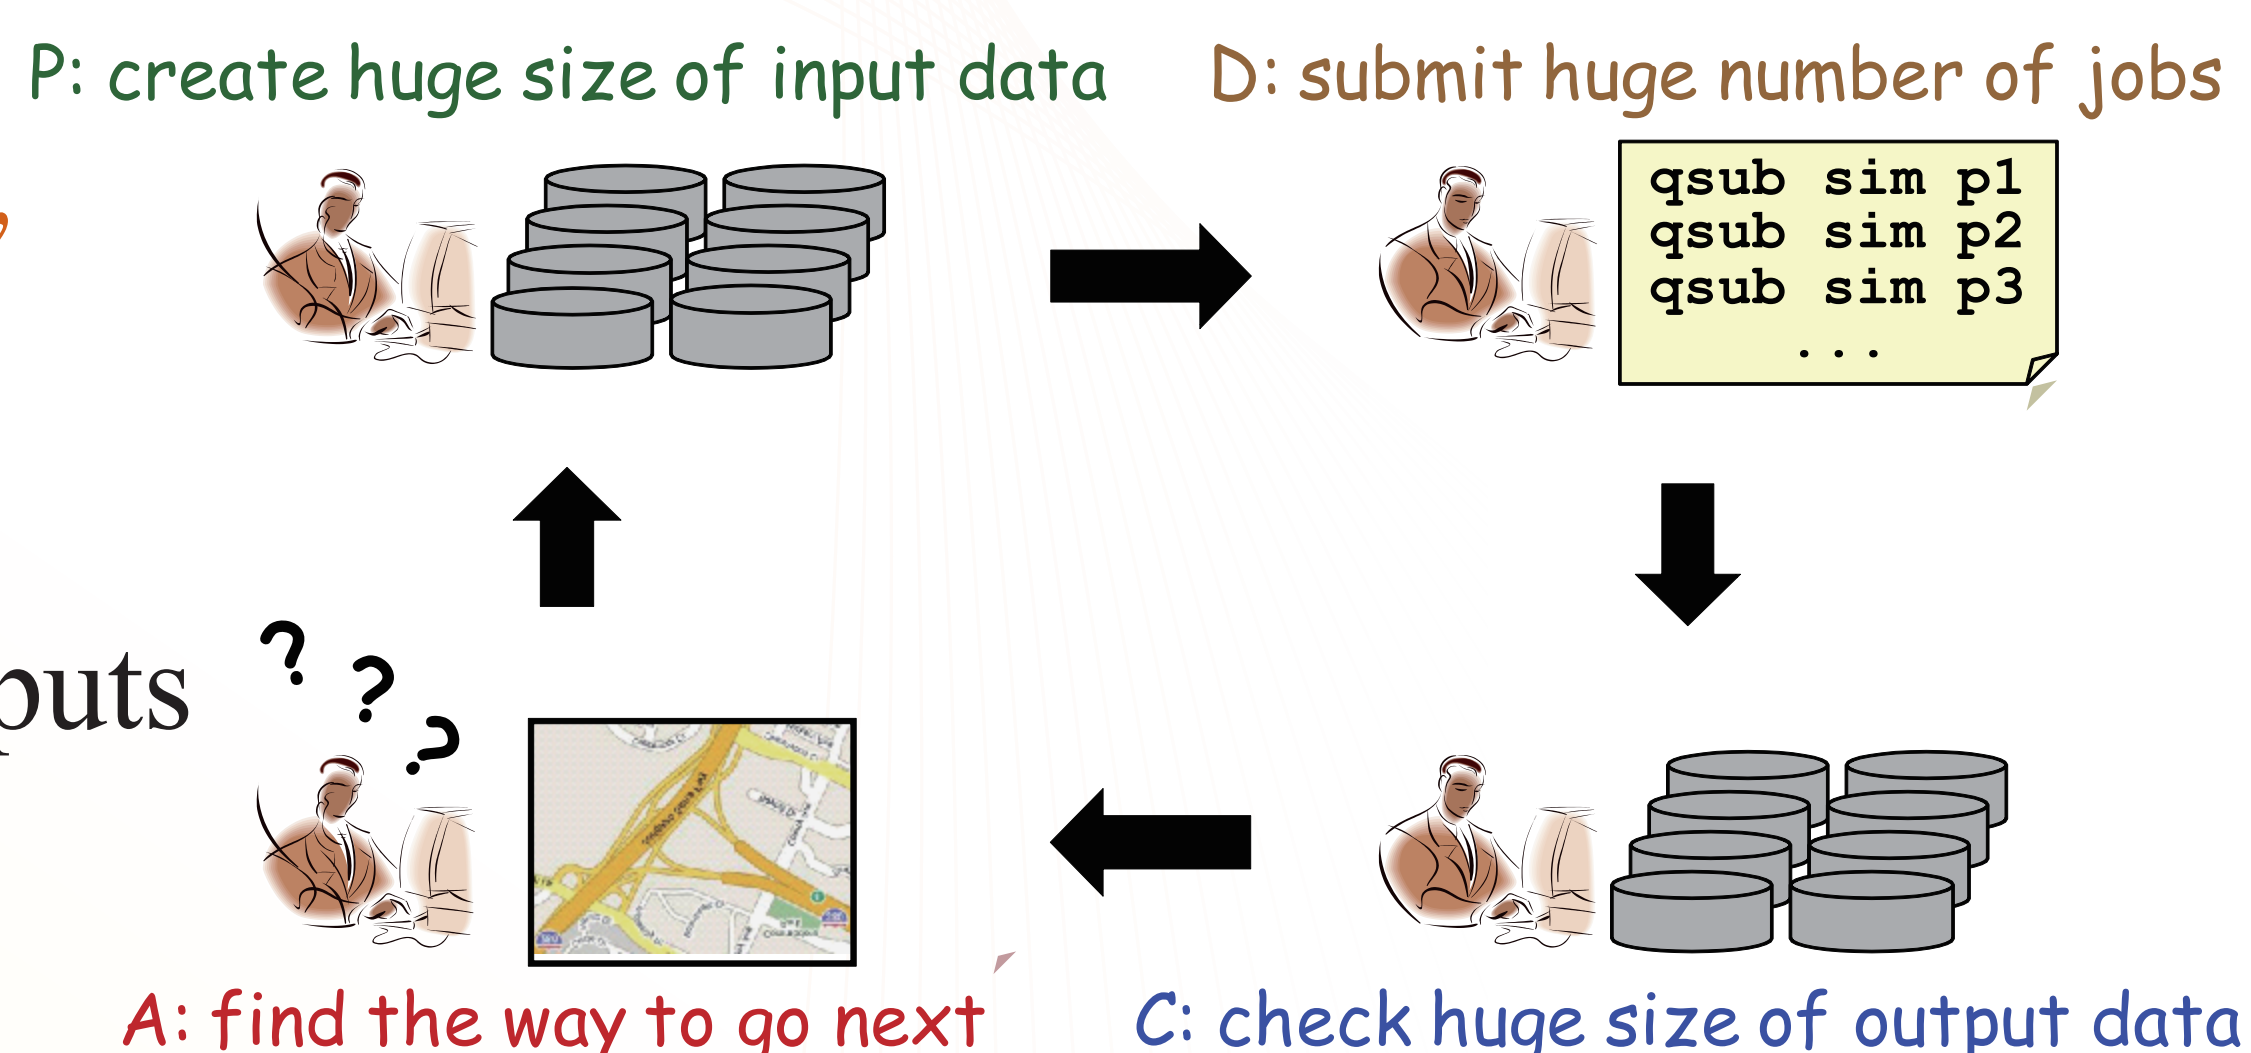 P: create huge size of input data
D: submit huge number of jobs
qsub sim p1
qsub sim p2
qsub sim p3
...
puts
? ? ?
A: find the way to go next
C: check huge size of output data